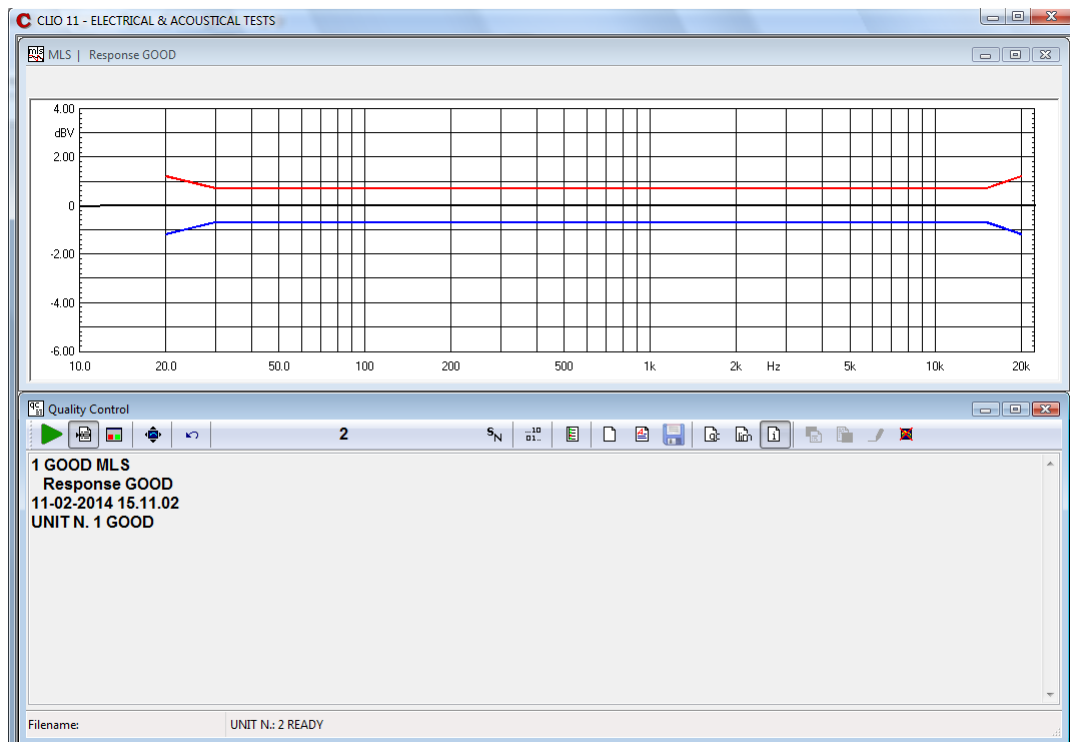 CLIO 11 - ELECTRICAL & ACOUSTICAL TESTS
MLS | Response GOOD
4.00
dBV
2.00
0
-2.00
-4.00
-6.00
10.0 20.0 50.0 100 200 500 1k 2k Hz 5k 10k 20k
Quality Control
2
1 GOOD MLS
Response GOOD
11-02-2014 15.11.02
UNIT N. 1 GOOD
Filename: UNIT N.: 2 READY